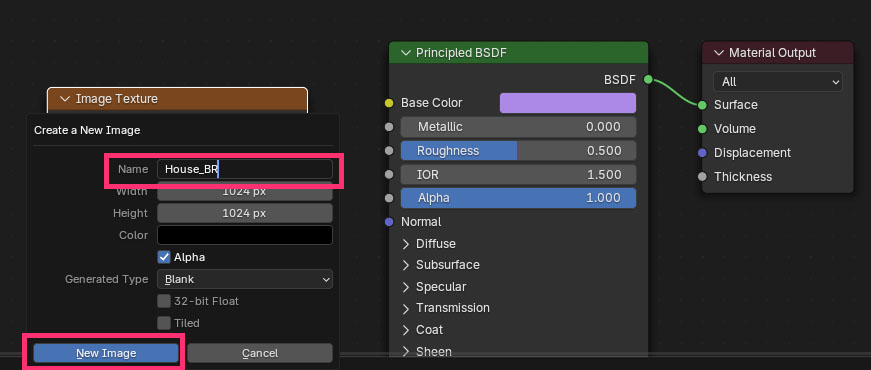 Image Texture
Create a New Image
Name House_BR
Width 1024 px
Height 1024 px
Color
Alpha
Generated Type Blank
32-bit Float
Tiled
New Image Cancel
Principled BSDF
BSDF
Base Color
Metallic 0.000
Roughness 0.500
IOR 1.500
Alpha 1.000
Normal
Diffuse
Subsurface
Specular
Transmission
Coat
Sheen
Material Output
All
Surface
Volume
Displacement
Thickness